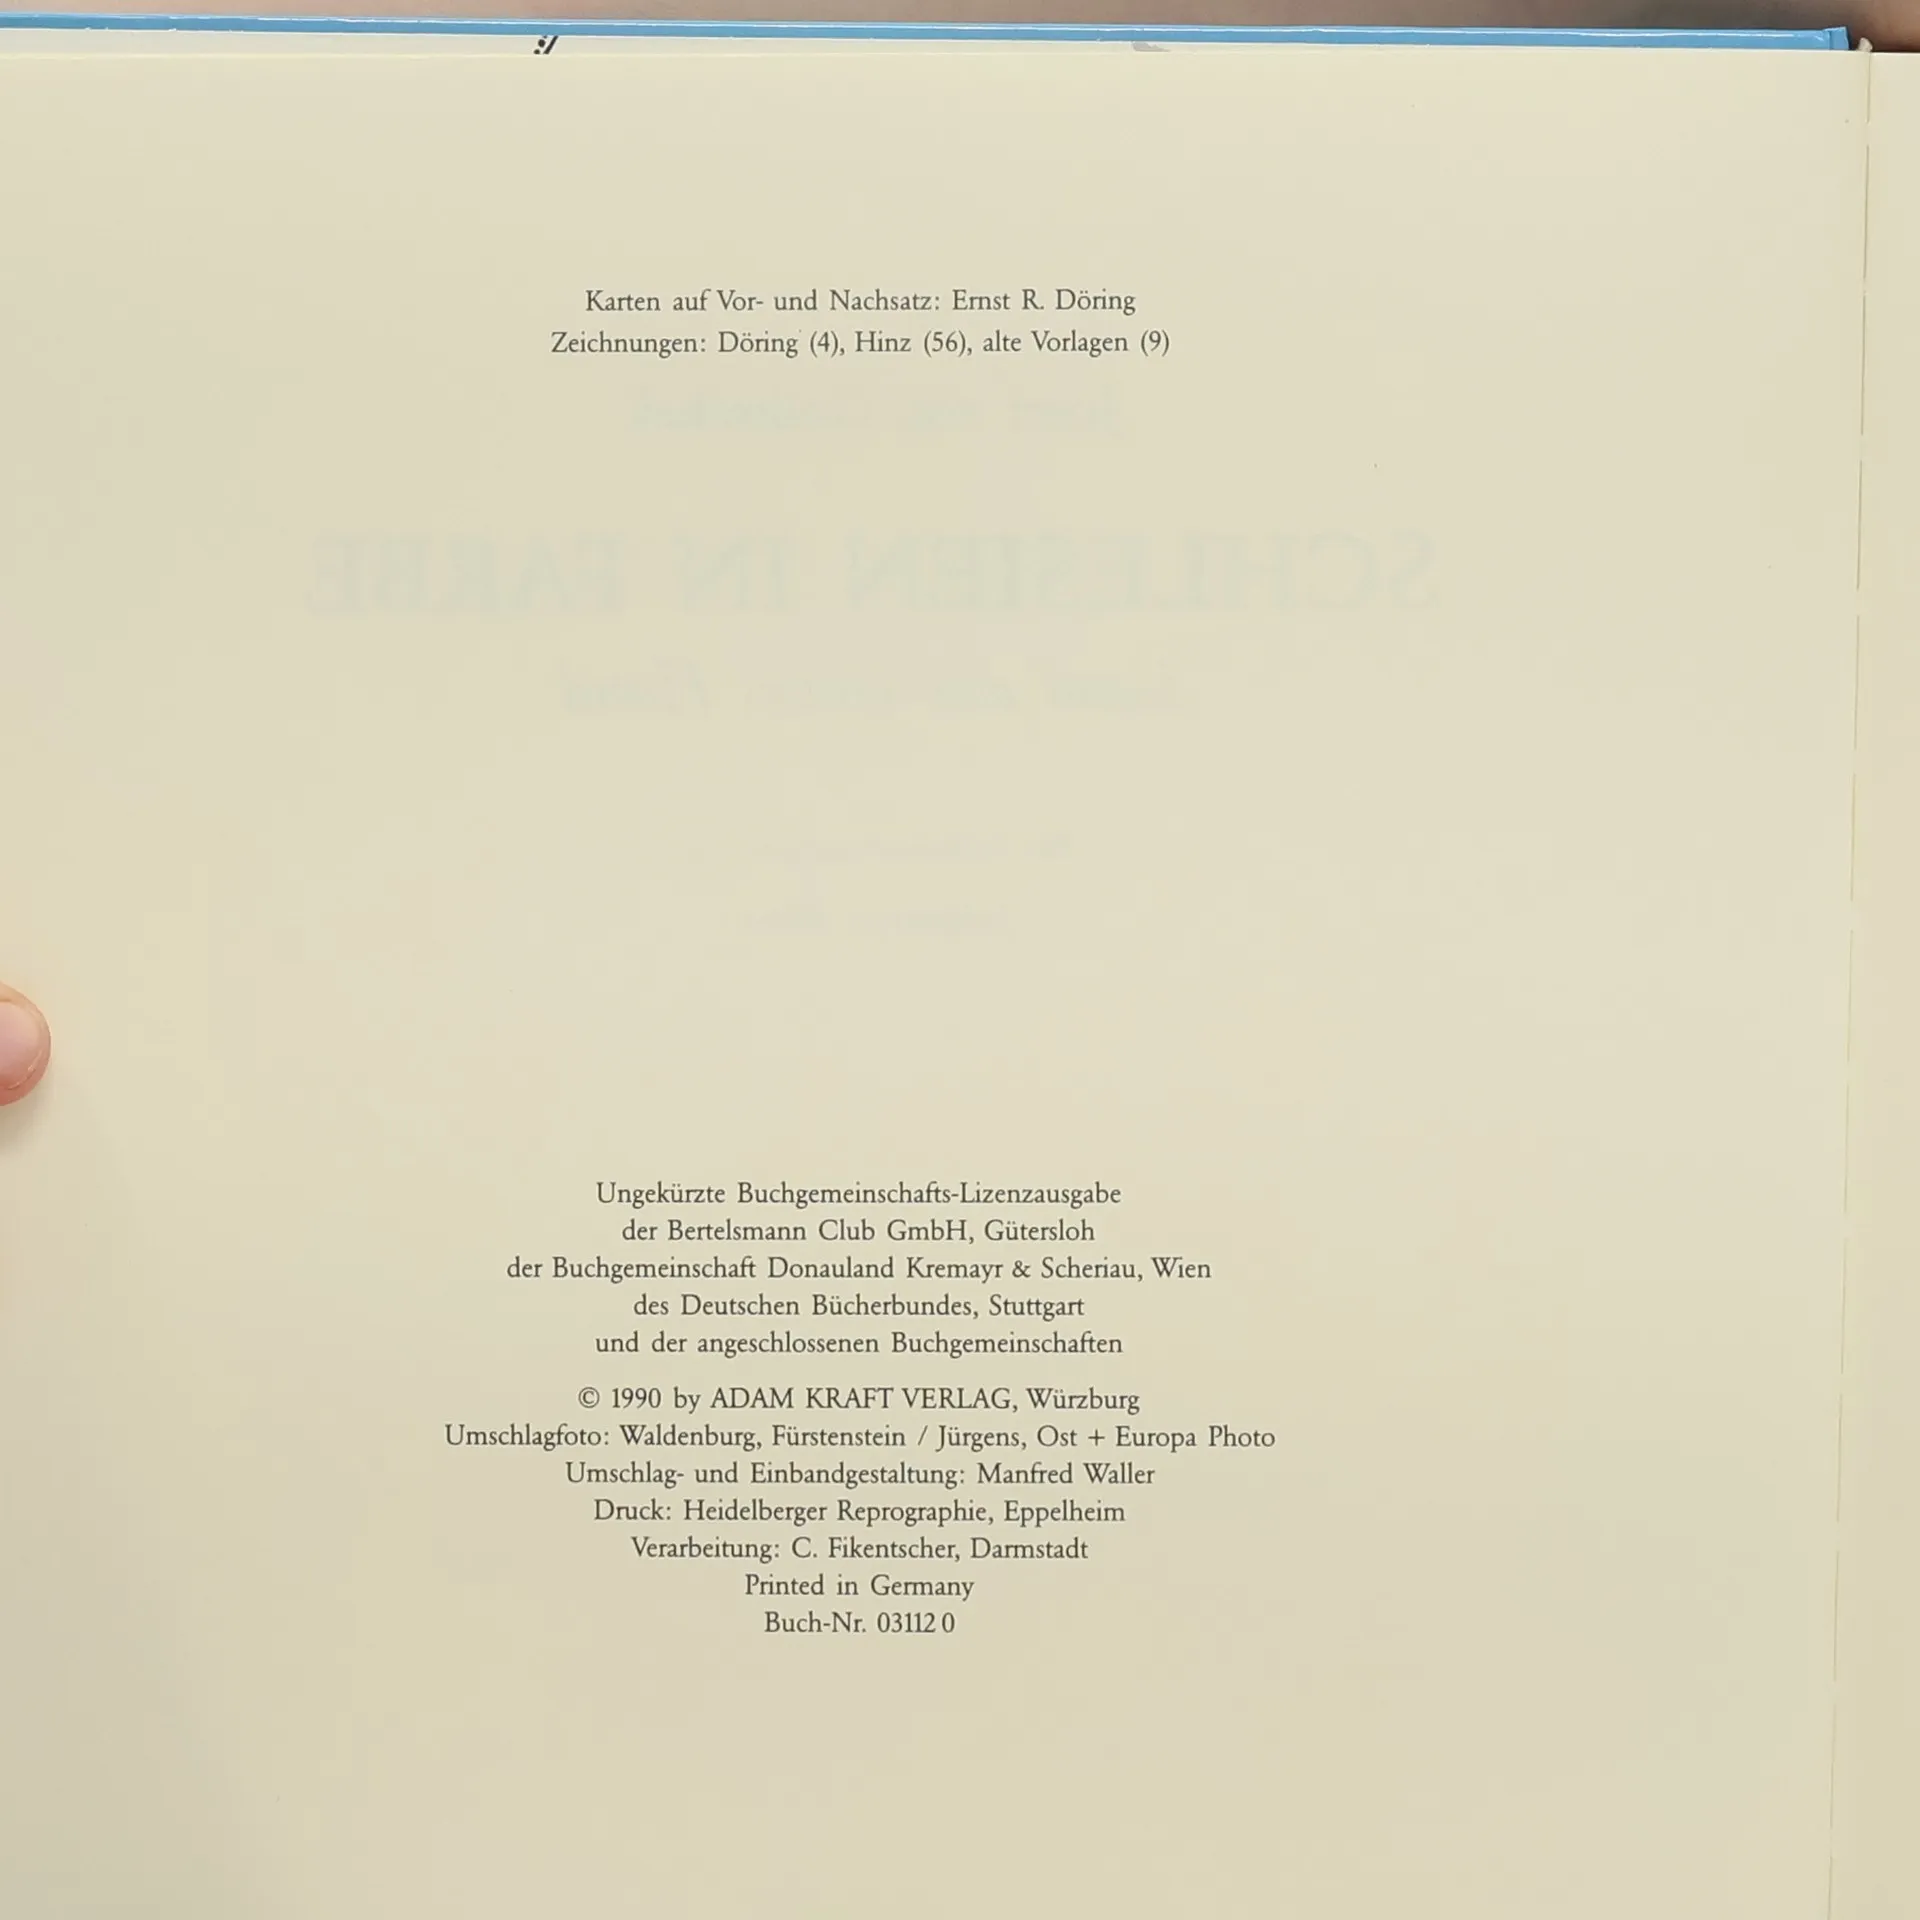 Karten auf Vor- und Nachsatz: Ernst R. Döring
Zeichnungen: Döring (4), Hinz (56), alte Vorlagen (9)
SCHLESIEN IN FARBE
Ungekürzte Buchgemeinschafts-Lizenzausgabe
der Bertelsmann Club GmbH, Gütersloh
der Buchgemeinschaft Donauland Kremayr & Scheriau, Wien
des Deutschen Bücherbundes, Stuttgart
und der angeschlossenen Buchgemeinschaften
© 1990 by ADAM KRAFT VERLAG, Würzburg
Umschlagfoto: Waldenburg, Fürstenstein / Jürgens, Ost + Europa Photo
Umschlag- und Einbandgestaltung: Manfred Waller
Druck: Heidelberger Reprographie, Eppelheim
Verarbeitung: C. Fikentscher, Darmstadt
Printed in Germany
Buch-Nr. 03112 0